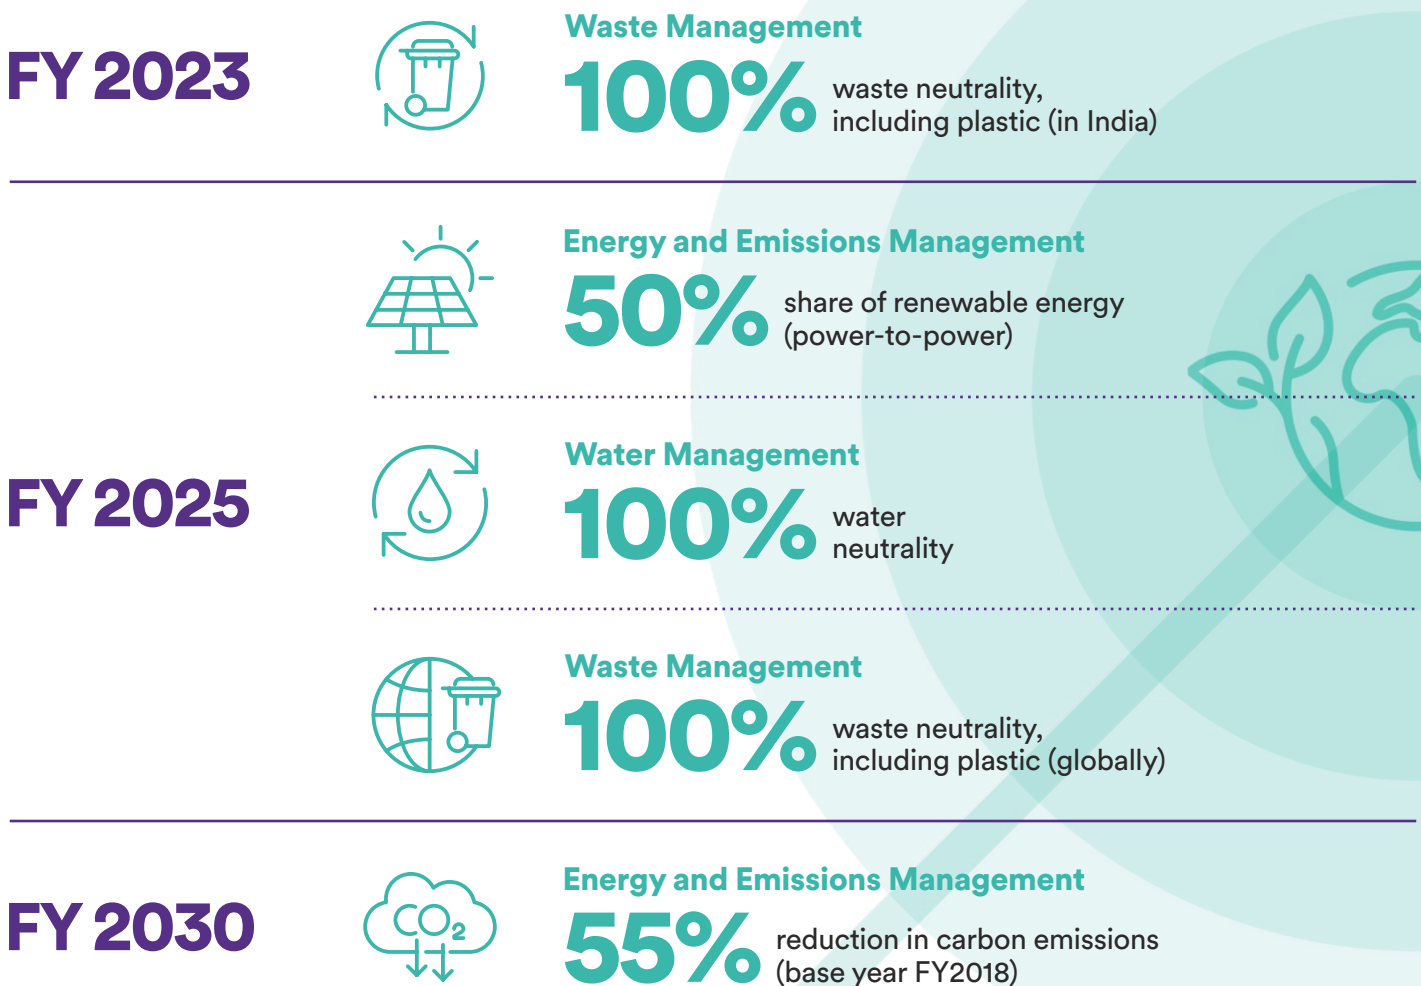 FY 2023
Waste Management
100%
waste neutrality,
including plastic (in India)
FY 2025
Energy and Emissions Management
50%
share of renewable energy
(power-to-power)
Water Management
100%
water
neutrality
Waste Management
100%
waste neutrality,
including plastic (globally)
FY 2030
CO2
Energy and Emissions Management
55%
reduction in carbon emissions
(base year FY2018)